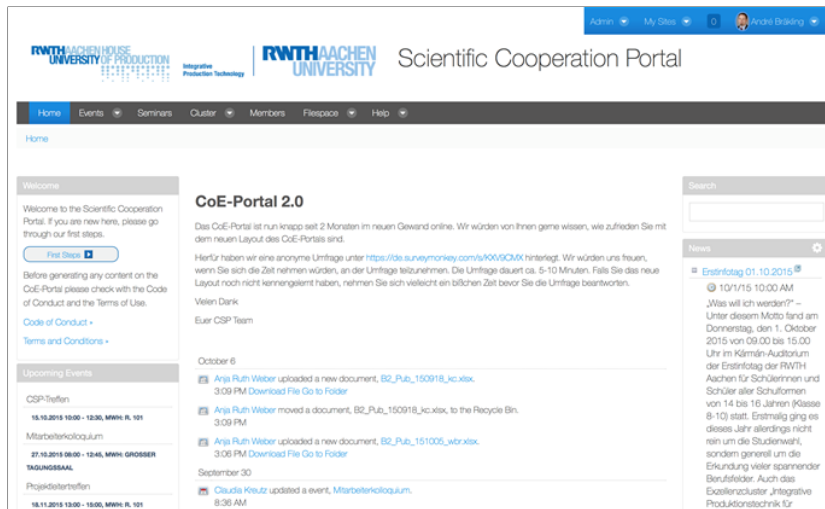 Admin
My Sites
0
André Bräkling
RWTH AACHEN HOUSE
UNIVERSITY OF PRODUCTION
Integrative
Production Technology
RWTH AACHEN
UNIVERSITY
Scientific Cooperation Portal
Home
Events
Seminars
Cluster
Members
Filespace
Help
Home
Welcome
Welcome to the Scientific Cooperation
Portal. If you are new here, please go
through our first steps.
First Steps
Before generating any content on the
CoE-Portal please check with the Code
of Conduct and the Terms of Use.
Code of Conduct »
Terms and Conditions »
Upcoming Events
CSP-Treffen
15.10.2015 10:00 - 12:30, MWH: R. 101
Mitarbeiterkolloquium
27.10.2015 08:00 - 12:45, MWH: GROSSER
TAGUNGSSAAL
Projektleitertreffen
18.11.2015 13:00 - 15:00, MWH: R. 101
CoE-Portal 2.0
Das CoE-Portal ist nun knapp seit 2 Monaten im neuen Gewand online. Wir würden von Ihnen gerne wissen, wie zufrieden Sie mit
dem neuen Layout des CoE-Portals sind.
Hierfür haben wir eine anonyme Umfrage unter https://de.surveymonkey.com/s/KXV9CMX hinterlegt. Wir würden uns freuen,
wenn Sie sich die Zeit nehmen würden, an der Umfrage teilzunehmen. Die Umfrage dauert ca. 5-10 Minuten. Falls Sie das neue
Layout noch nicht kennengelernt haben, nehmen Sie sich vielleicht ein bißchen Zeit bevor Sie die Umfrage beantworten.
Vielen Dank
Euer CSP Team
October 6
Anja Ruth Weber uploaded a new document, B2_Pub_150918_kc.xlsx.
3:09 PM Download File Go to Folder
Anja Ruth Weber moved a document, B2_Pub_150918_kc.xlsx, to the Recycle Bin.
3:09 PM
Anja Ruth Weber uploaded a new document, B2_Pub_151005_wbr.xlsx.
3:06 PM Download File Go to Folder
September 30
Claudia Kreutz updated a event, Mitarbeiterkolloquium.
8:36 AM
Search
News
Erstinfotag 01.10.2015
10/1/15 10:00 AM
„Was will ich werden?" –
Unter diesem Motto fand am
Donnerstag, den 1. Oktober
2015 von 09.00 bis 15.00
Uhr im Kármán-Auditorium
der Erstinfotag der RWTH
Aachen für Schülerinnen und
Schüler aller Schulformen
von 14 bis 16 Jahren (Klasse
8-10) statt. Erstmalig ging es
dieses Jahr allerdings nicht
rein um die Studienwahl,
sondern generell um die
Erkundung vieler spannender
Berufsfelder. Auch das
Exzellenzcluster „Integrative
Produktionstechnik für